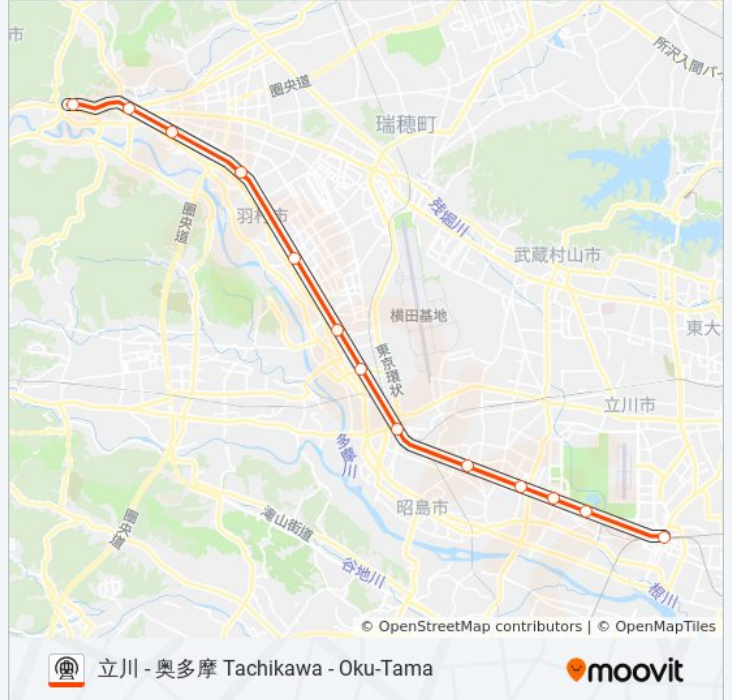 市
所沢入間バイ
圏央道
瑞穂町
残堀川
圏央道
羽村市
武蔵村山市
横田基地
東大
東京環状
立川市
多摩川
昭島市
滝山街道
圏央道
谷地川
根川
© OpenStreetMap contributors | © OpenMapTiles
立川 - 奥多摩 Tachikawa - Oku-Tama
moovit